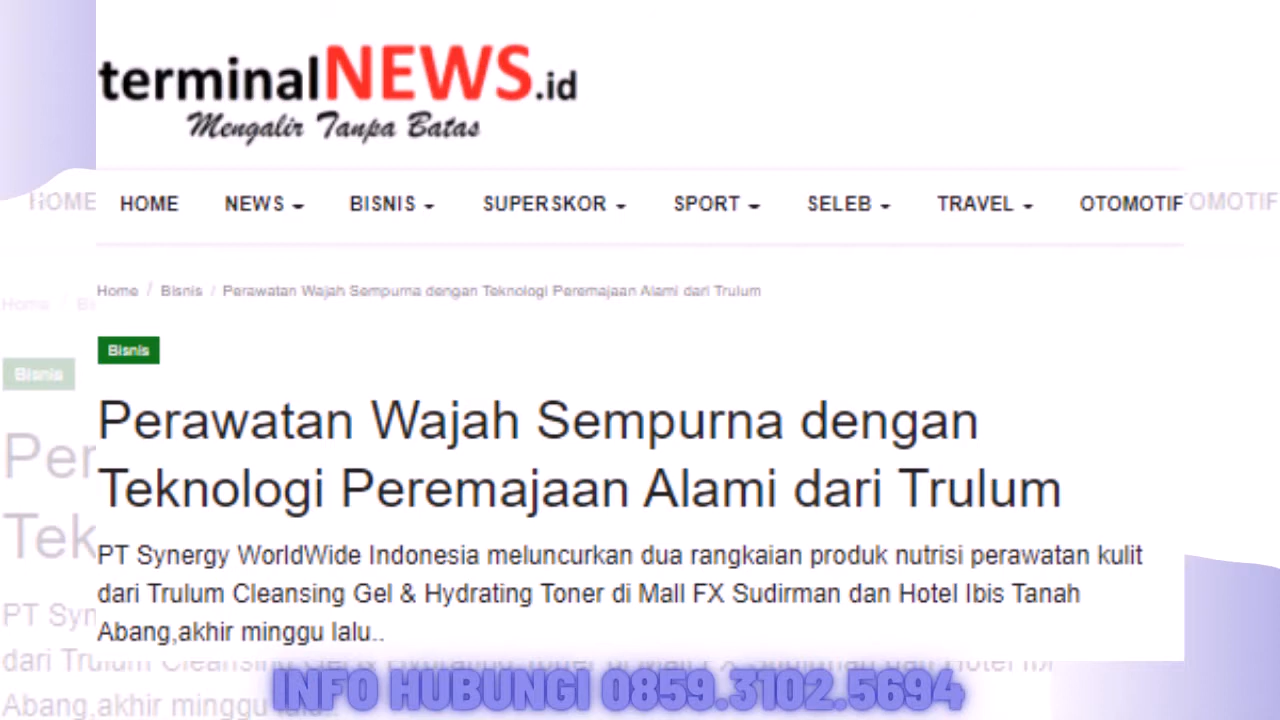 terminalNEWS.id
Mengalir Tanpa Batas
HOME NEWS BISNIS SUPERSKOR SPORT SELEB TRAVEL OTOMOTIF
Home / Bisnis / Perawatan Wajah Sempurna dengan Teknologi Peremajaan Alami dari Trulum
Bisnis
Perawatan Wajah Sempurna dengan
Teknologi Peremajaan Alami dari Trulum
PT Synergy WorldWide Indonesia meluncurkan dua rangkaian produk nutrisi perawatan kulit
dari Trulum Cleansing Gel & Hydrating Toner di Mall FX Sudirman dan Hotel Ibis Tanah
Abang,akhir minggu lalu..
INFO HUBUNGI 0859.3102.5694